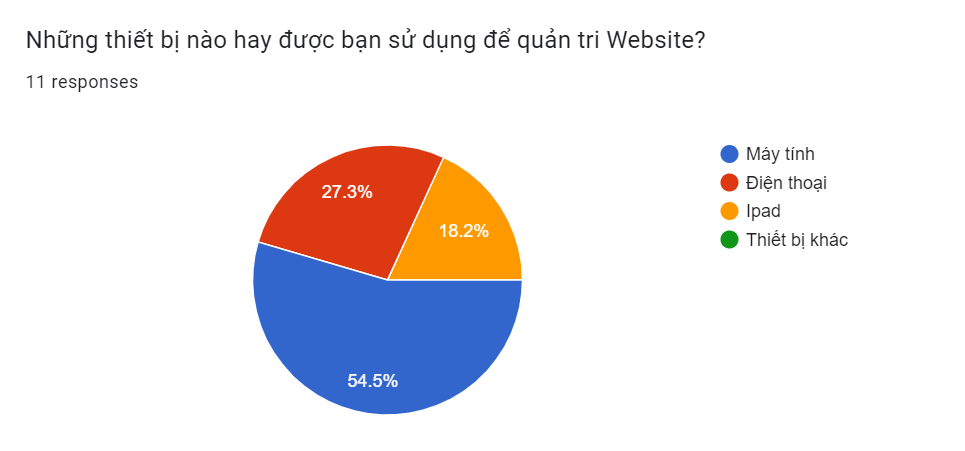 Những thiết bị nào hay được bạn sử dụng để quản tri Website?
11 responses
27.3%
18.2%
54.5%
Máy tính
Điện thoại
Ipad
Thiết bị khác